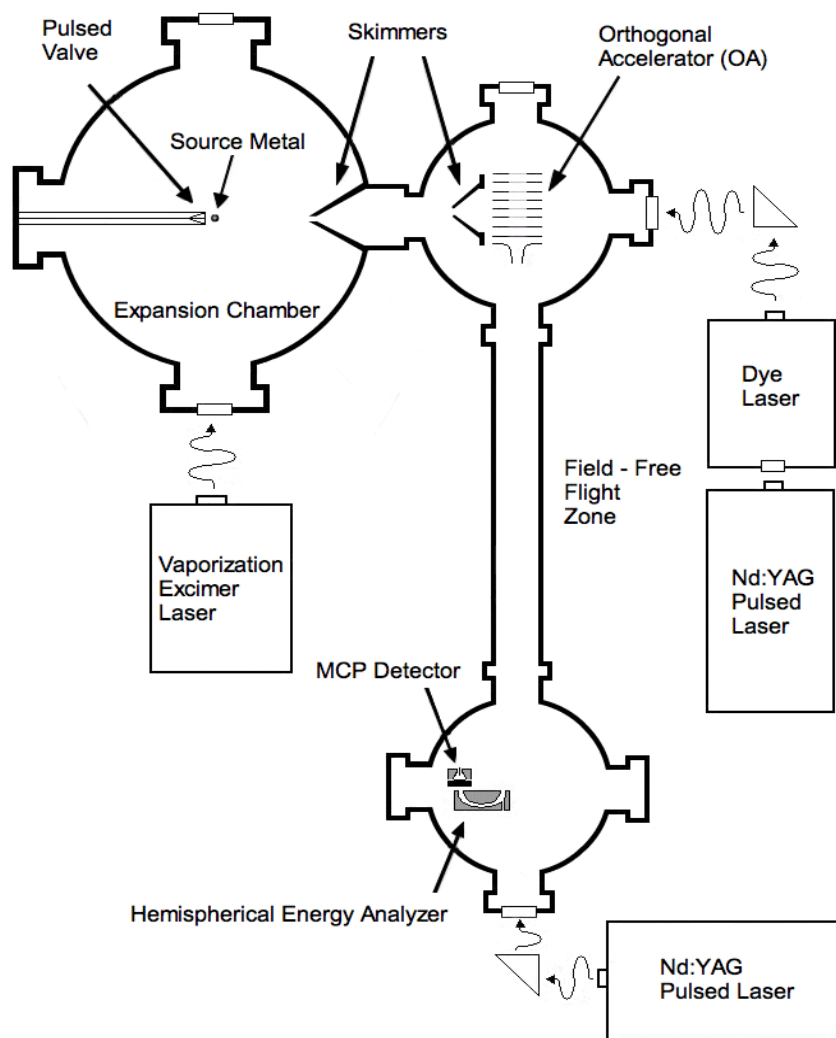 Pulsed
Valve
Skimmers
Orthogonal
Accelerator (OA)
Source Metal
Expansion Chamber
Dye
Laser
Field - Free
Flight
Zone
Vaporization
Excimer
Laser
Nd:YAG
Pulsed
Laser
MCP Detector
Hemispherical Energy Analyzer
Nd:YAG
Pulsed Laser